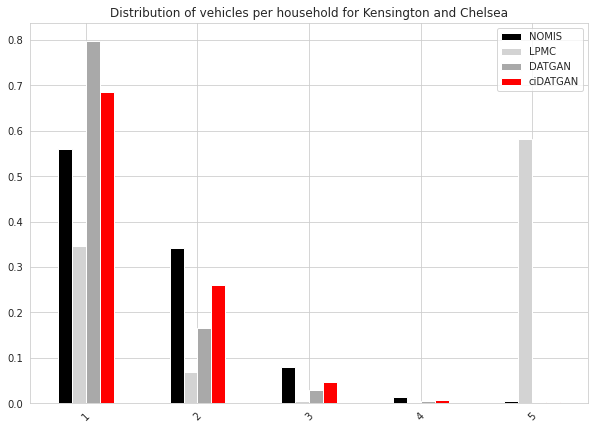 Distribution of vehicles per household for Kensington and Chelsea
NOMIS
LPMC
DATGAN
ciDATGAN
0.8
0.7
0.6
0.5
0.4
0.3
0.2
0.1
0.0
1
2
3
4
5